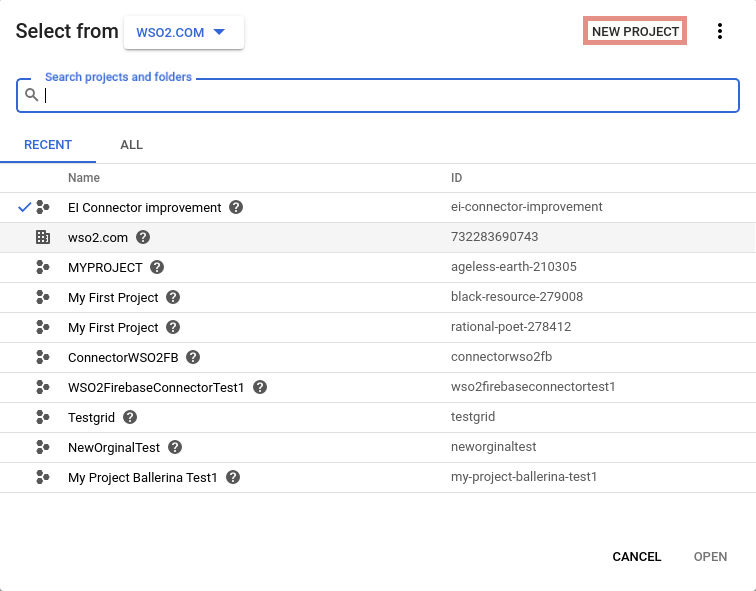 Select from WSO2.COM NEW PROJECT
Search projects and folders
RECENT ALL
Name ID
EI Connector improvement ei-connector-improvement
wso2.com 732283690743
MYPROJECT ageless-earth-210305
My First Project black-resource-279008
My First Project rational-poet-278412
ConnectorWSO2FB connectorwso2fb
WSO2FirebaseConnectorTest1 wso2firebaseconnectortest1
Testgrid testgrid
NewOrginalTest neworginaltest
My Project Ballerina Test1 my-project-ballerina-test1
CANCEL OPEN